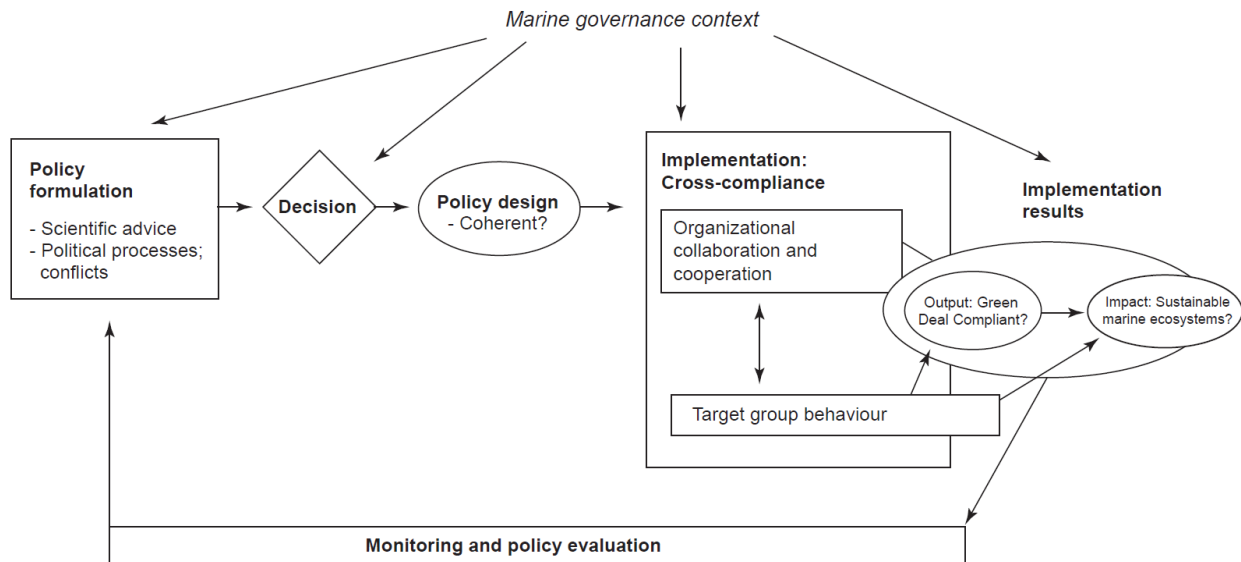 Marine governance context
Policy
formulation
- Scientific advice
- Political processes;
conflicts
Decision
Policy design
- Coherent?
Implementation:
Cross-compliance
Organizational
collaboration and
cooperation
Target group behaviour
Implementation
results
Output: Green
Deal Compliant?
Impact: Sustainable
marine ecosystems?
Monitoring and policy evaluation